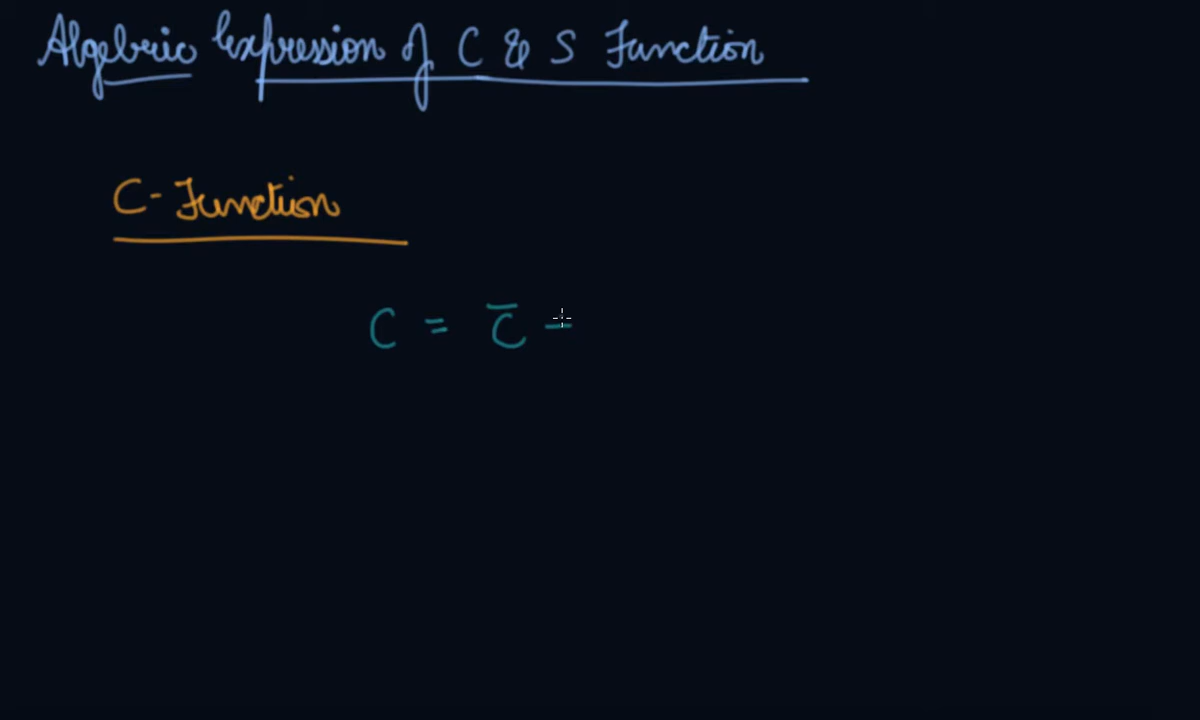 Algebric Expression of C & S Function
C- Function
C = C̅ -